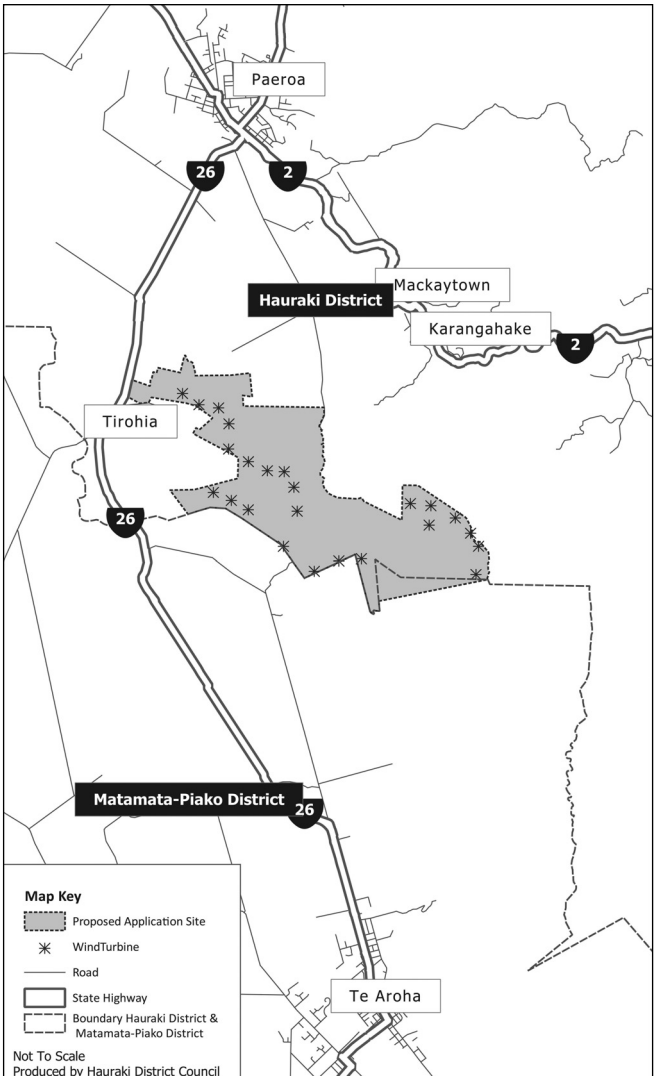 Paeroa
26
2
Mackaytown
Hauraki District
Karangahake
2
Tirohia
26
Matamata-Piako District
26
Map Key
Proposed Application Site
WindTurbine
Road
State Highway
Boundary Hauraki District &
Matamata-Piako District
Te Aroha
Not To Scale
Produced by Hauraki District Council